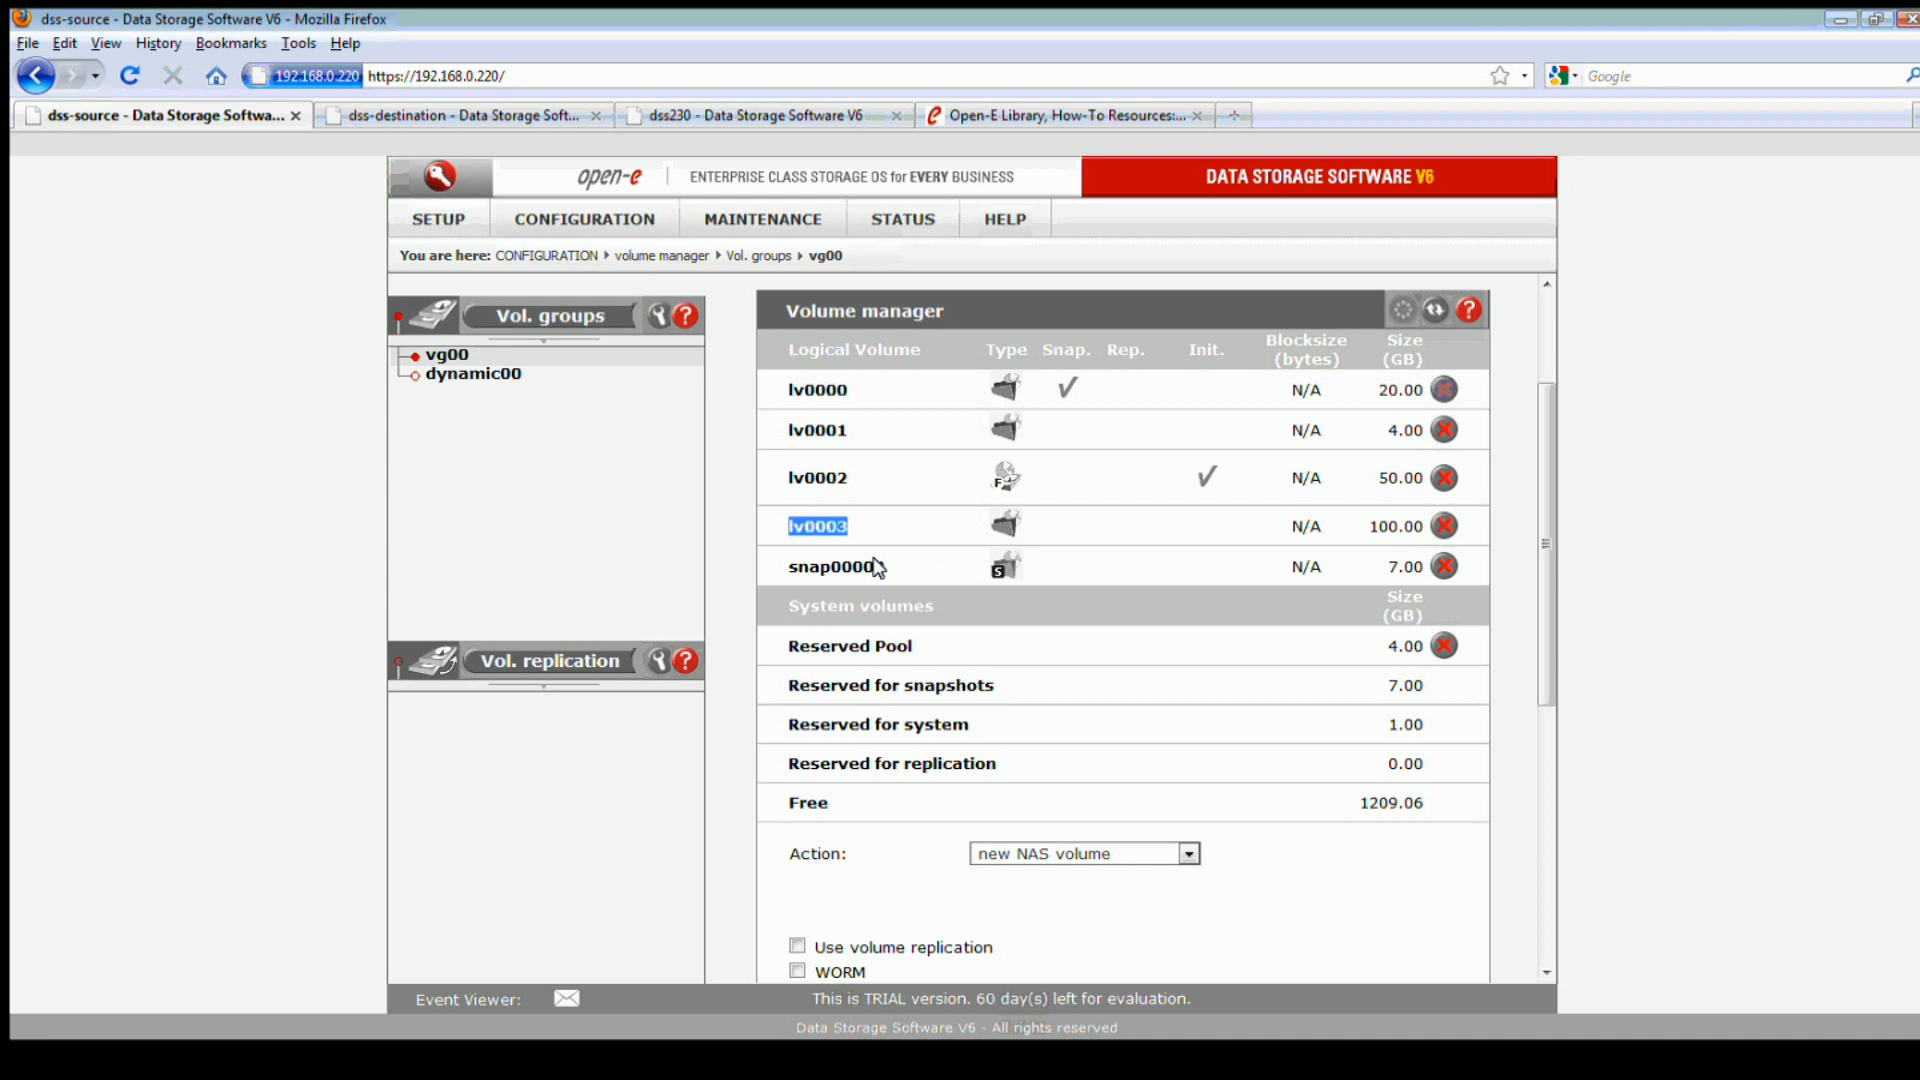 dss-source - Data Storage Software V6 - Mozilla Firefox
File Edit View History Bookmarks Tools Help
192.168.0.220 https://192.168.0.220/ Google
dss-source - Data Storage Softwa... dss-destination - Data Storage Soft... dss230 - Data Storage Software V6 Open-E Library, How-To Resources:...
open-e ENTERPRISE CLASS STORAGE OS for EVERY BUSINESS DATA STORAGE SOFTWARE V6
SETUP CONFIGURATION MAINTENANCE STATUS HELP
You are here: CONFIGURATION volume manager Vol. groups vg00
Vol. groups
vg00
dynamic00
Vol. replication
Volume manager
Logical Volume Type Snap. Rep. Init. Blocksize (bytes) Size (GB)
lv0000 N/A 20.00
lv0001 N/A 4.00
lv0002 F N/A 50.00
lv0003 N/A 100.00
snap0000 S N/A 7.00
System volumes Size (GB)
Reserved Pool 4.00
Reserved for snapshots 7.00
Reserved for system 1.00
Reserved for replication 0.00
Free 1209.06
Action: new NAS volume
Use volume replication
WORM
Event Viewer: This is TRIAL version. 60 day(s) left for evaluation.
Data Storage Software V6 - All rights reserved